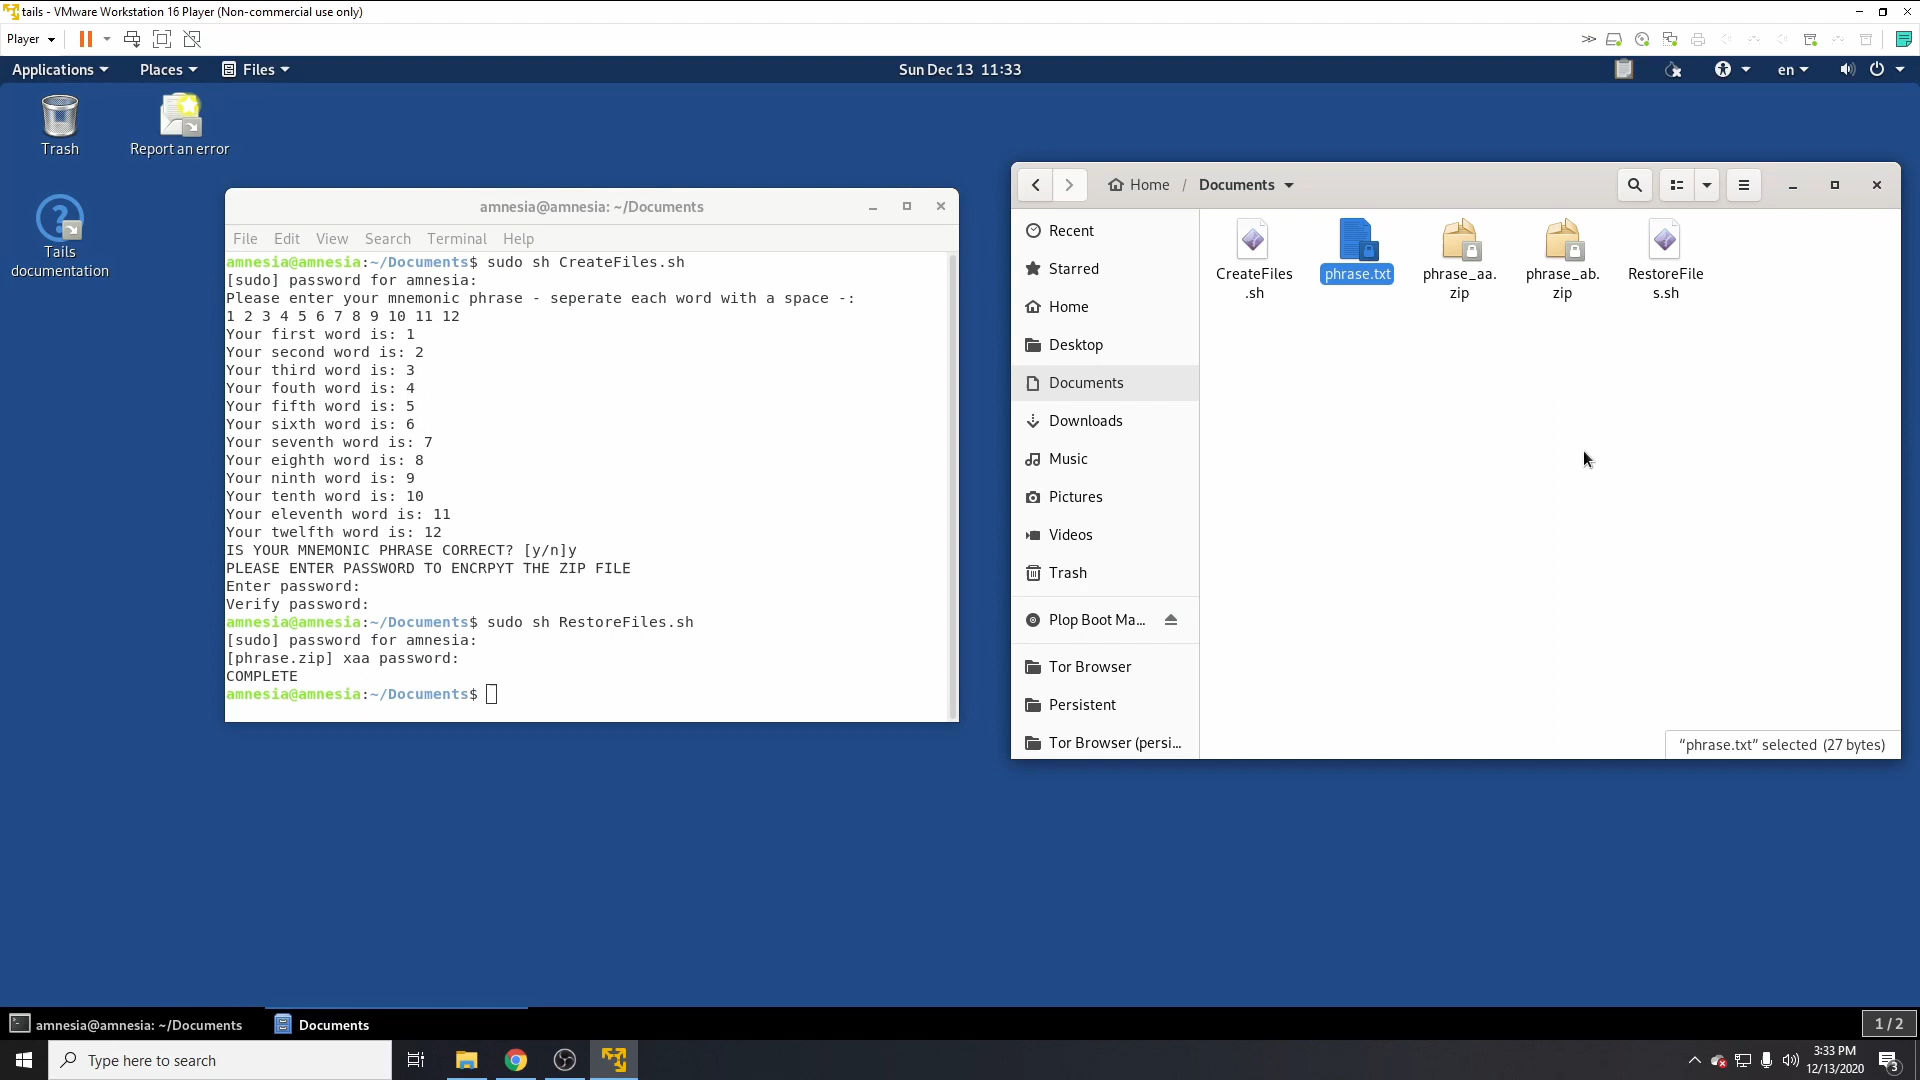 tails - VMware Workstation 16 Player (Non-commercial use only)
Player
Applications Places Files Sun Dec 13 11:33 en
Trash
Report an error
Tails
documentation
amnesia@amnesia: ~/Documents
File Edit View Search Terminal Help
amnesia@amnesia:~/Documents$ sudo sh CreateFiles.sh
[sudo] password for amnesia:
Please enter your mnemonic phrase - seperate each word with a space -:
1 2 3 4 5 6 7 8 9 10 11 12
Your first word is: 1
Your second word is: 2
Your third word is: 3
Your fouth word is: 4
Your fifth word is: 5
Your sixth word is: 6
Your seventh word is: 7
Your eighth word is: 8
Your ninth word is: 9
Your tenth word is: 10
Your eleventh word is: 11
Your twelfth word is: 12
IS YOUR MNEMONIC PHRASE CORRECT? [y/n]y
PLEASE ENTER PASSWORD TO ENCRPYT THE ZIP FILE
Enter password:
Verify password:
amnesia@amnesia:~/Documents$ sudo sh RestoreFiles.sh
[sudo] password for amnesia:
[phrase.zip] xaa password:
COMPLETE
amnesia@amnesia:~/Documents$
Home / Documents
Recent
Starred
Home
Desktop
Documents
Downloads
Music
Pictures
Videos
Trash
Plop Boot Ma...
Tor Browser
Persistent
Tor Browser (persi...
CreateFiles
.sh
phrase.txt
phrase_aa.
zip
phrase_ab.
zip
RestoreFile
s.sh
“phrase.txt” selected (27 bytes)
amnesia@amnesia: ~/Documents
Documents
1 / 2
Type here to search
3:33 PM
12/13/2020
3